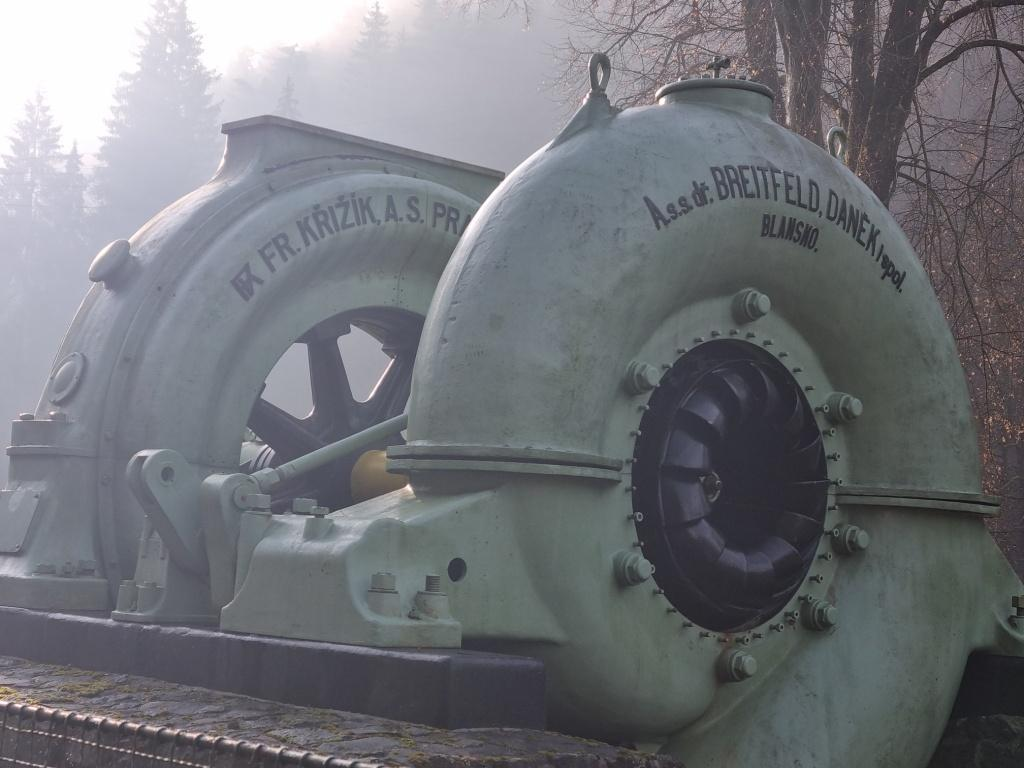 FR. KŘIŽÍK, A.S. PRA
A.s.s dř. BREITFELD, DANĚK i spol.
BLANSKO.